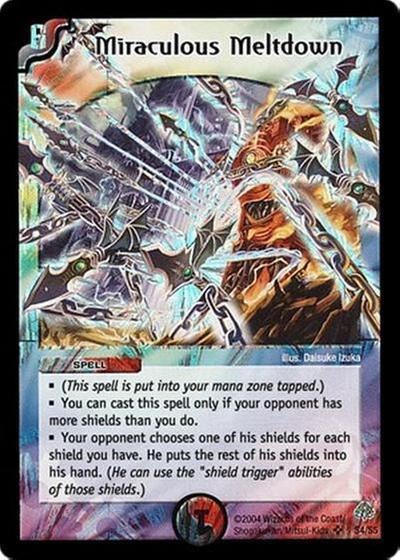 Miraculous Meltdown
illus. Daisuke Izuka
SPELL
▪ (This spell is put into your mana zone tapped.)
▪ You can cast this spell only if your opponent has
more shields than you do.
▪ Your opponent chooses one of his shields for each
shield you have. He puts the rest of his shields into
his hand. (He can use the "shield trigger" abilities
of those shields.)
©2004 Wizards of the Coast/
Shogakukan/Mitsui-Kids
S4/S5